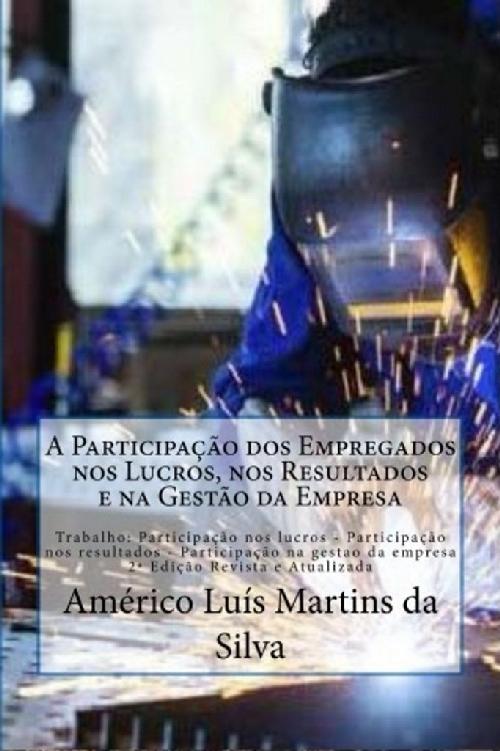 A Participação dos Empregados
nos Lucros, nos Resultados
e na Gestão da Empresa
Trabalho: Participação nos lucros - Participação
nos resultados - Participação na gestao da empresa
2ª Edição Revista e Atualizada
Américo Luís Martins da
Silva